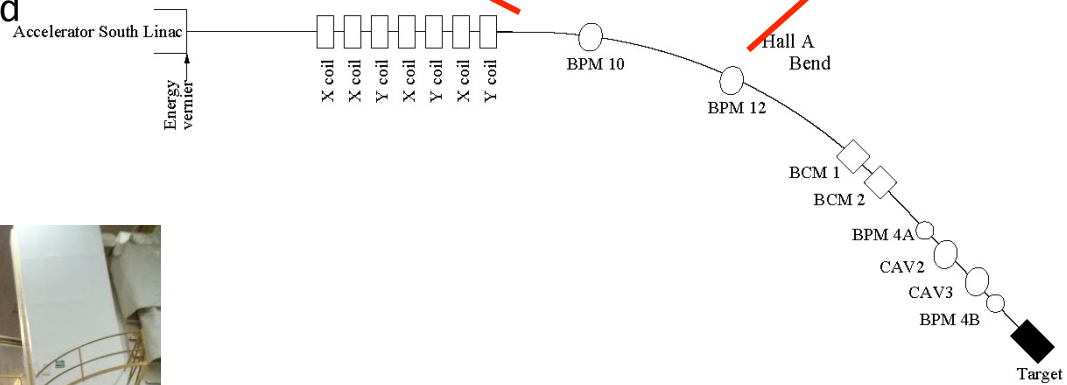 d
Accelerator South Linac
Energy
vernier
X coil
X coil
Y coil
X coil
Y coil
X coil
Y coil
BPM 10
Hall A
Bend
BPM 12
BCM 1
BCM 2
BPM 4A
CAV2
CAV3
BPM 4B
Target